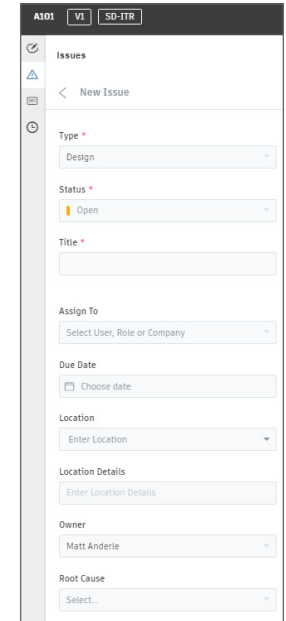 A101 V1 SD-ITR
Issues
< New Issue
Type *
Design
Status *
Open
Title *
Assign To
Select User, Role or Company
Due Date
Choose date
Location
Enter Location
Location Details
Enter Location Details
Owner
Matt Anderle
Root Cause
Select...